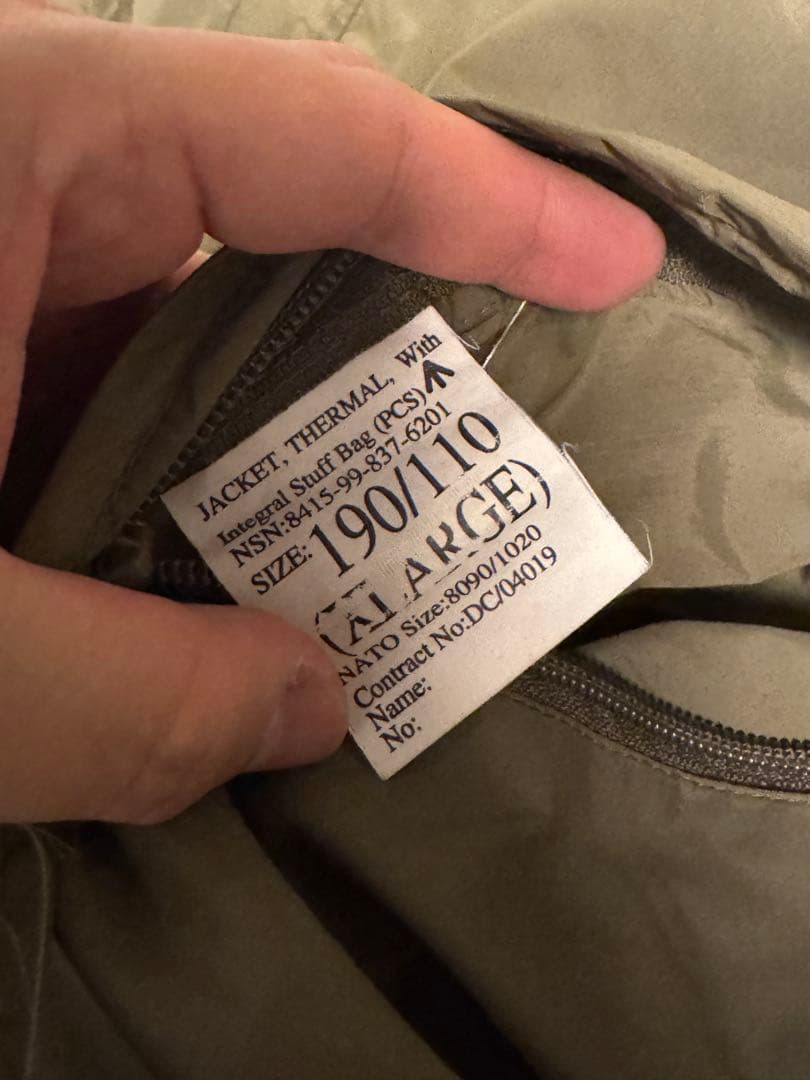 JACKET, THERMAL, With
Integral Stuff Bag (PCS)
NSN:8415-99-837-6201
SIZE:190/110
(XLARGE)
NATO Size:8090/1020
Contract No:DC/04019
Name:
No: